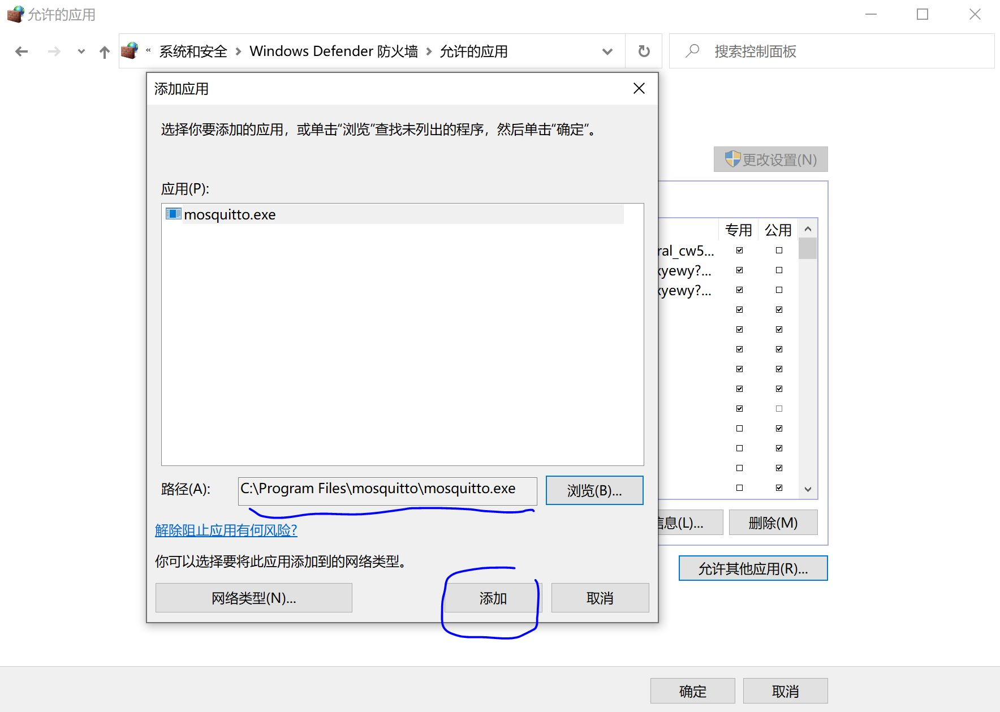 允许的应用
« 系统和安全 › Windows Defender 防火墙 › 允许的应用
搜索控制面板
添加应用
选择你要添加的应用，或单击“浏览”查找未列出的程序，然后单击“确定”。
更改设置(N)
应用(P):
mosquitto.exe
专用 公用
ral_cw5...
xyewy?...
xyewy?...
路径(A): C:\Program Files\mosquitto\mosquitto.exe 浏览(B)...
信息(L)... 删除(M)
解除阻止应用有何风险?
你可以选择要将此应用添加到的网络类型。
允许其他应用(R)...
网络类型(N)... 添加 取消
确定 取消